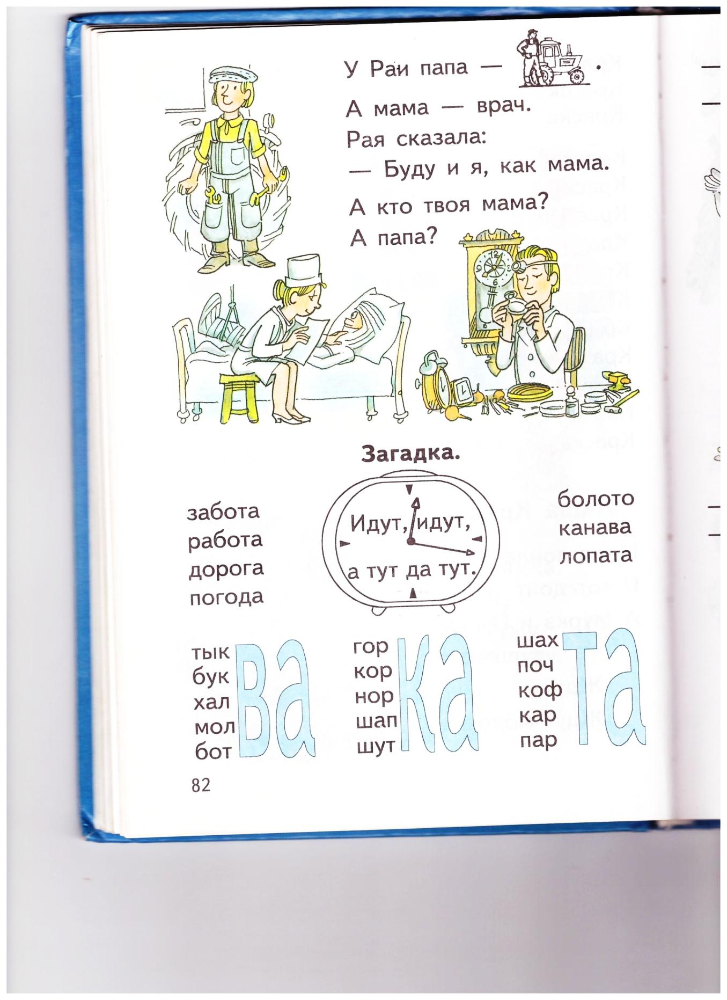 У Раи папа — .
А мама — врач.
Рая сказала:
— Буду и я, как мама.
А кто твоя мама?
А папа?
Загадка.
Идут, идут,
а тут да тут.
забота
работа
дорога
погода
болото
канава
лопата
тык
бук
хал
мол
бот
ва
гор
кор
нор
шап
шут
ка
шах
поч
коф
кар
пар
та
82